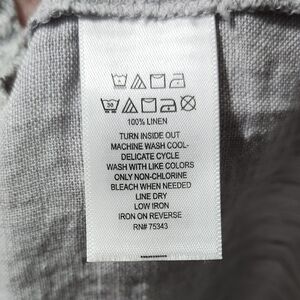 30
100% LINEN
TURN INSIDE OUT
MACHINE WASH COOL-
DELICATE CYCLE
WASH WITH LIKE COLORS
ONLY NON-CHLORINE
BLEACH WHEN NEEDED
LINE DRY
LOW IRON
IRON ON REVERSE
RN# 75343